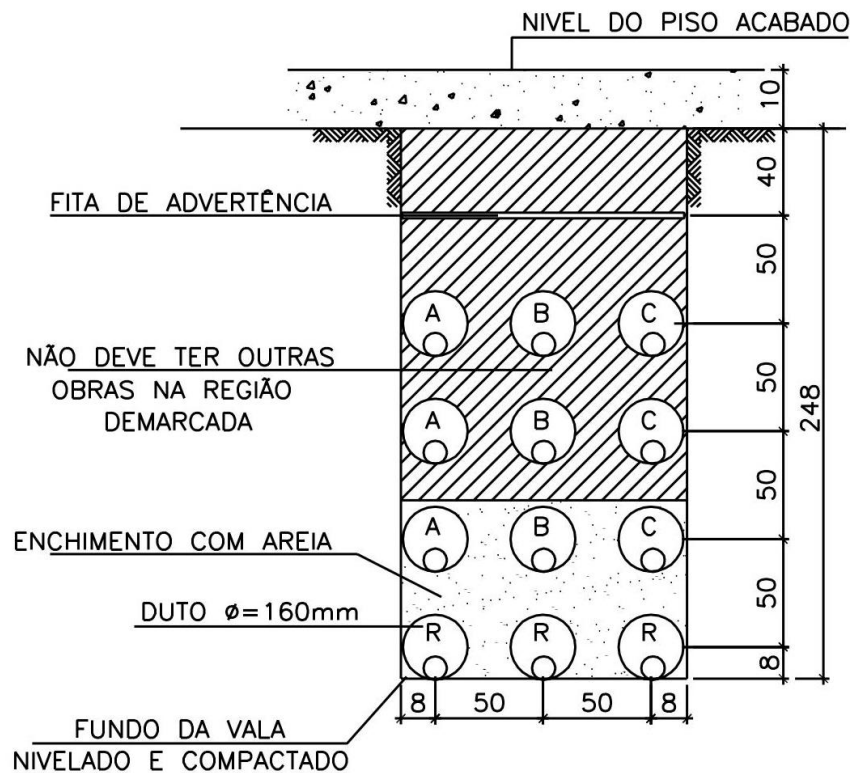 NIVEL DO PISO ACABADO
10
40
FITA DE ADVERTÊNCIA
50
A B C
NÃO DEVE TER OUTRAS
OBRAS NA REGIÃO
DEMARCADA
50
248
A B C
50
A B C
ENCHIMENTO COM AREIA
50
DUTO ø=160mm
R R R
8
8 50 50 8
FUNDO DA VALA
NIVELADO E COMPACTADO